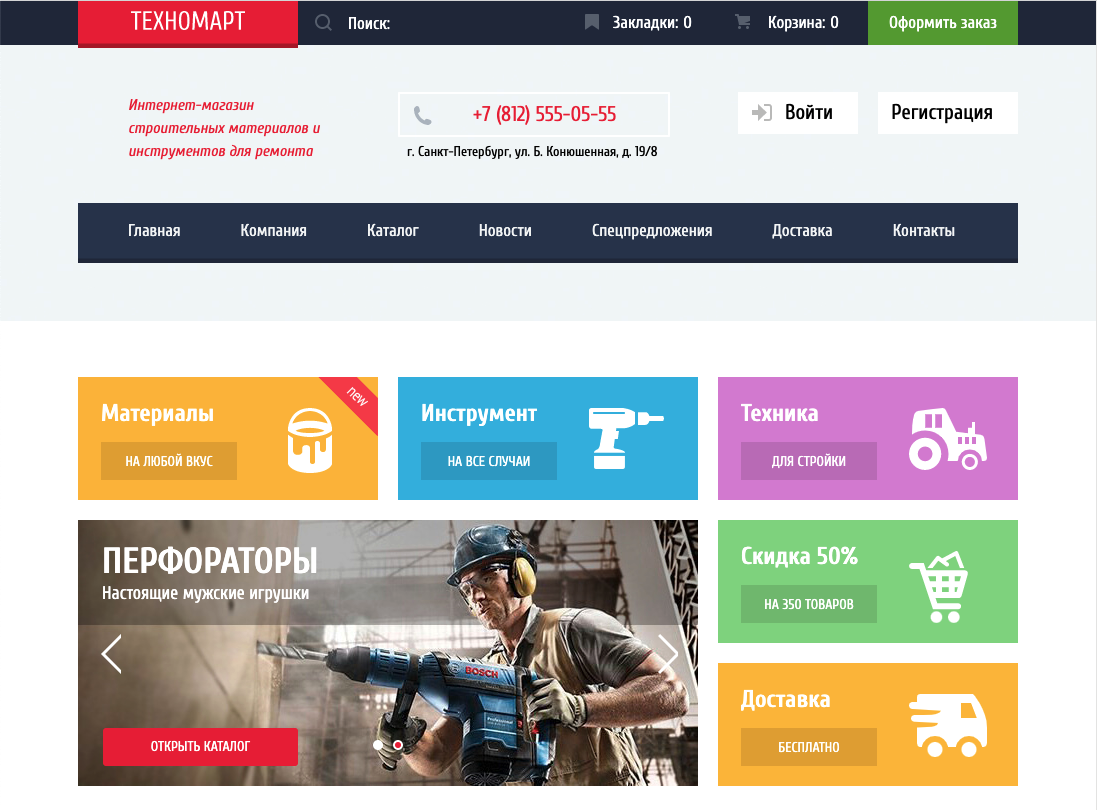 ТЕХНОМАРТ
Поиск:
Закладки: 0
Корзина: 0
Оформить заказ
Интернет-магазин
строительных материалов и
инструментов для ремонта
+7 (812) 555-05-55
г. Санкт-Петербург, ул. Б. Конюшенная, д. 19/8
Войти
Регистрация
Главная
Компания
Каталог
Новости
Спецпредложения
Доставка
Контакты
Материалы
new
НА ЛЮБОЙ ВКУС
Инструмент
НА ВСЕ СЛУЧАИ
Техника
ДЛЯ СТРОЙКИ
ПЕРФОРАТОРЫ
Настоящие мужские игрушки
BOSCH
Professional
ОТКРЫТЬ КАТАЛОГ
Скидка 50%
НА 350 ТОВАРОВ
Доставка
БЕСПЛАТНО